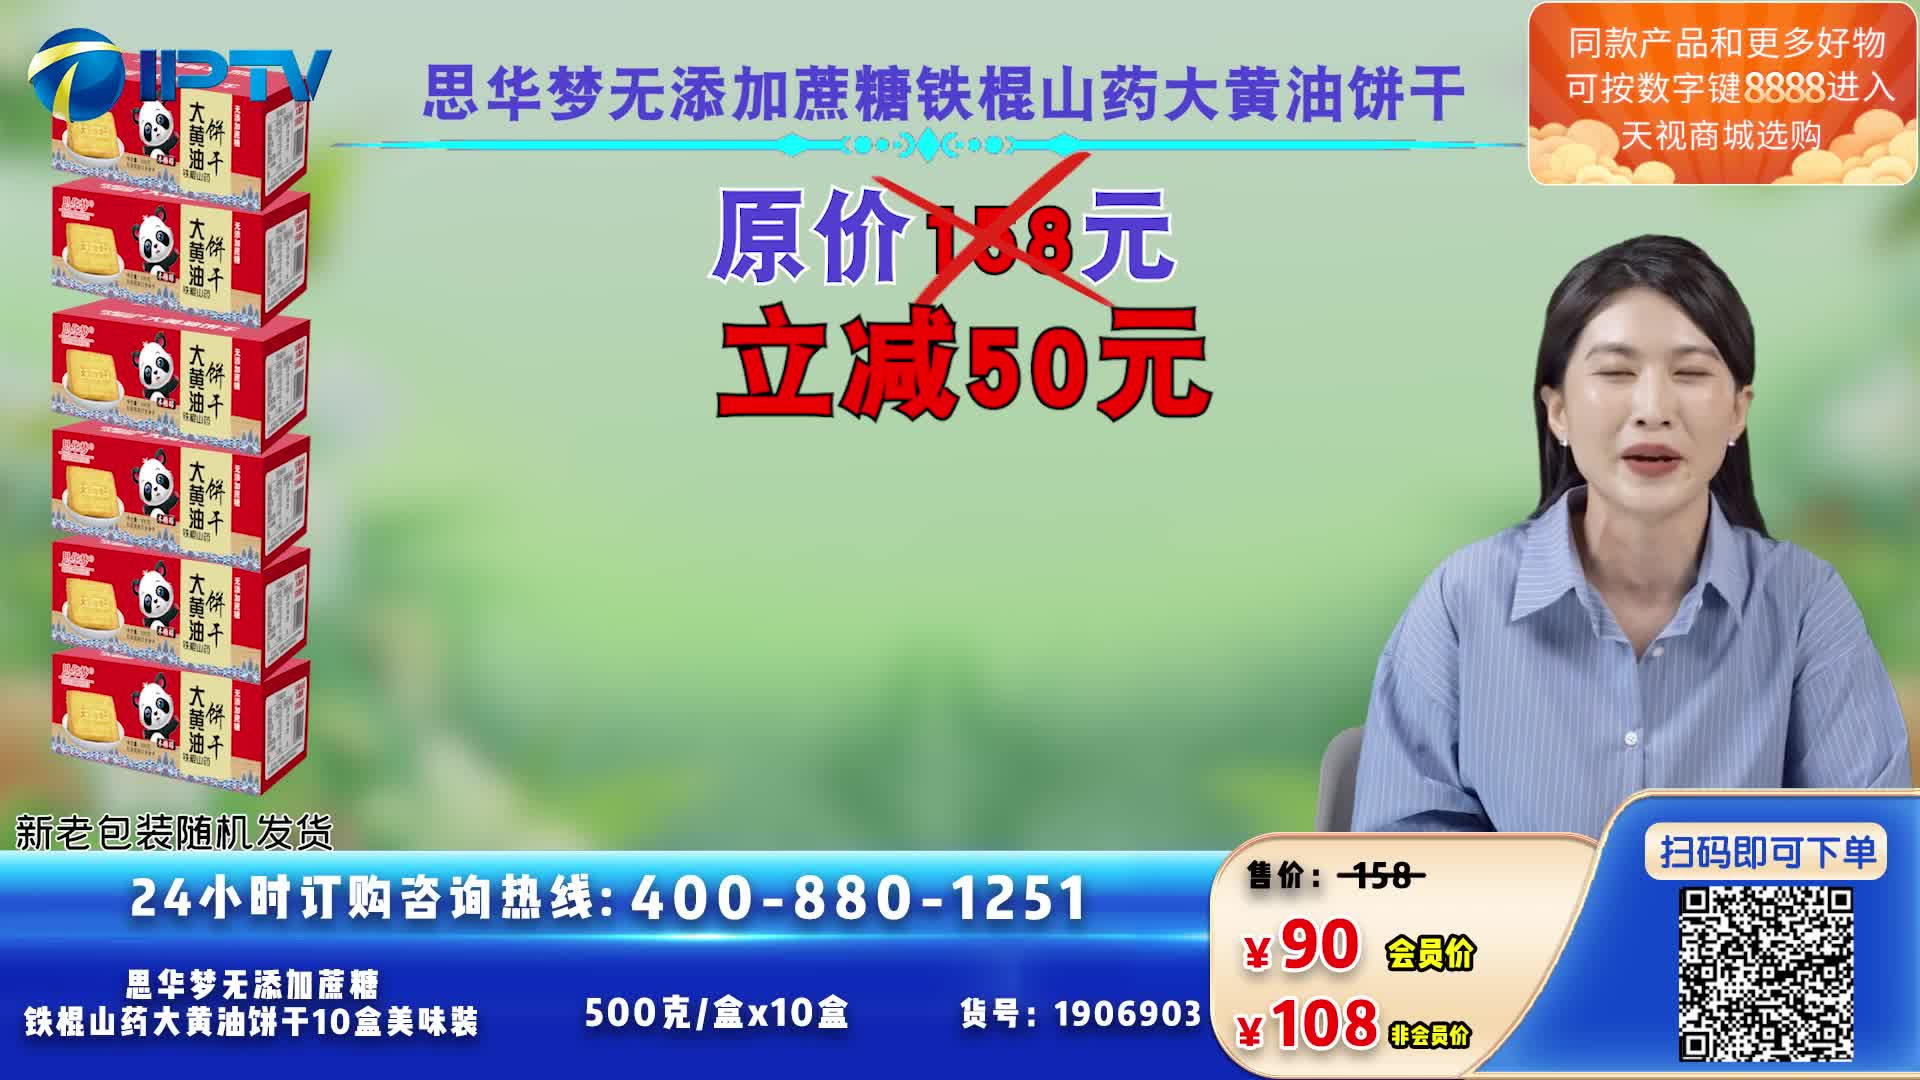 IPTV
思华梦无添加蔗糖铁棍山药大黄油饼干
同款产品和更多好物
可按数字键8888进入
天视商城选购
原价158元
立减50元
思华梦
大黄油饼干
铁棍山药
无添加蔗糖
新老包装随机发货
24小时订购咨询热线:400-880-1251
思华梦无添加蔗糖
铁棍山药大黄油饼干10盒美味装
500克/盒x10盒
货号：1906903
售价：158
¥90 会员价
¥108 非会员价
扫码即可下单